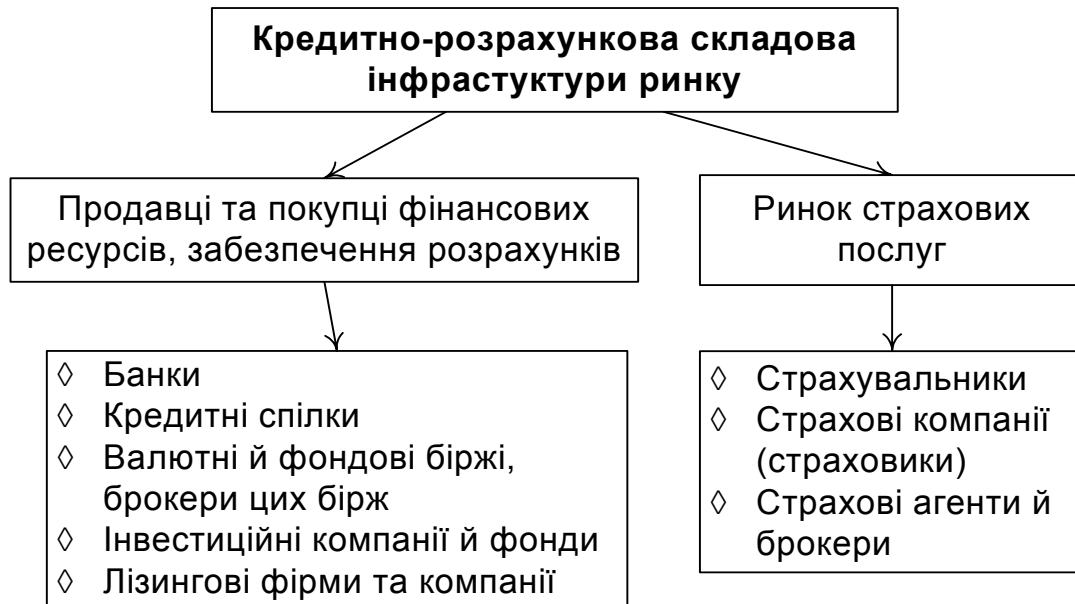 Кредитно-розрахункова складова
інфрастуктури ринку
Продавці та покупці фінансових
ресурсів, забезпечення розрахунків
Ринок страхових
послуг
◊ Банки
◊ Кредитні спілки
◊ Валютні й фондові біржі,
брокери цих бірж
◊ Інвестиційні компанії й фонди
◊ Лізингові фірми та компанії
◊ Страхувальники
◊ Страхові компанії
(страховики)
◊ Страхові агенти й
брокери